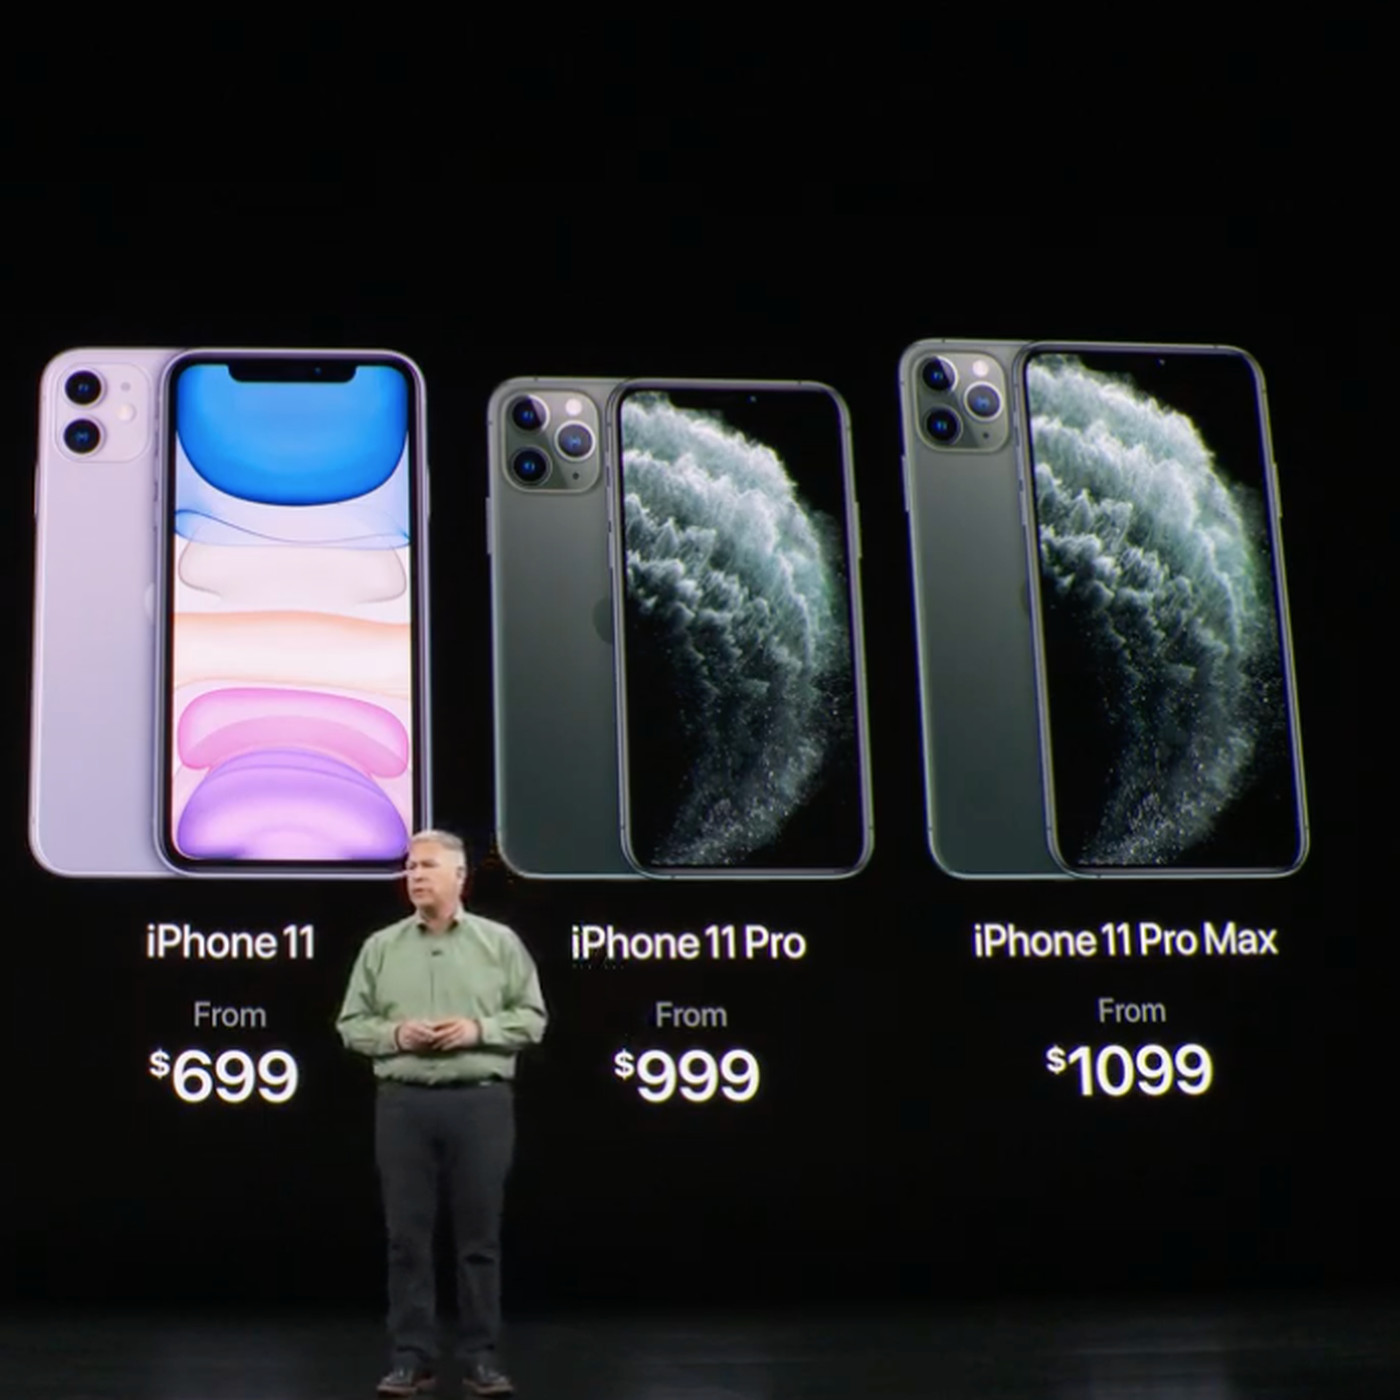 iPhone 11
From
$699
iPhone 11 Pro
From
$999
iPhone 11 Pro Max
From
$1099